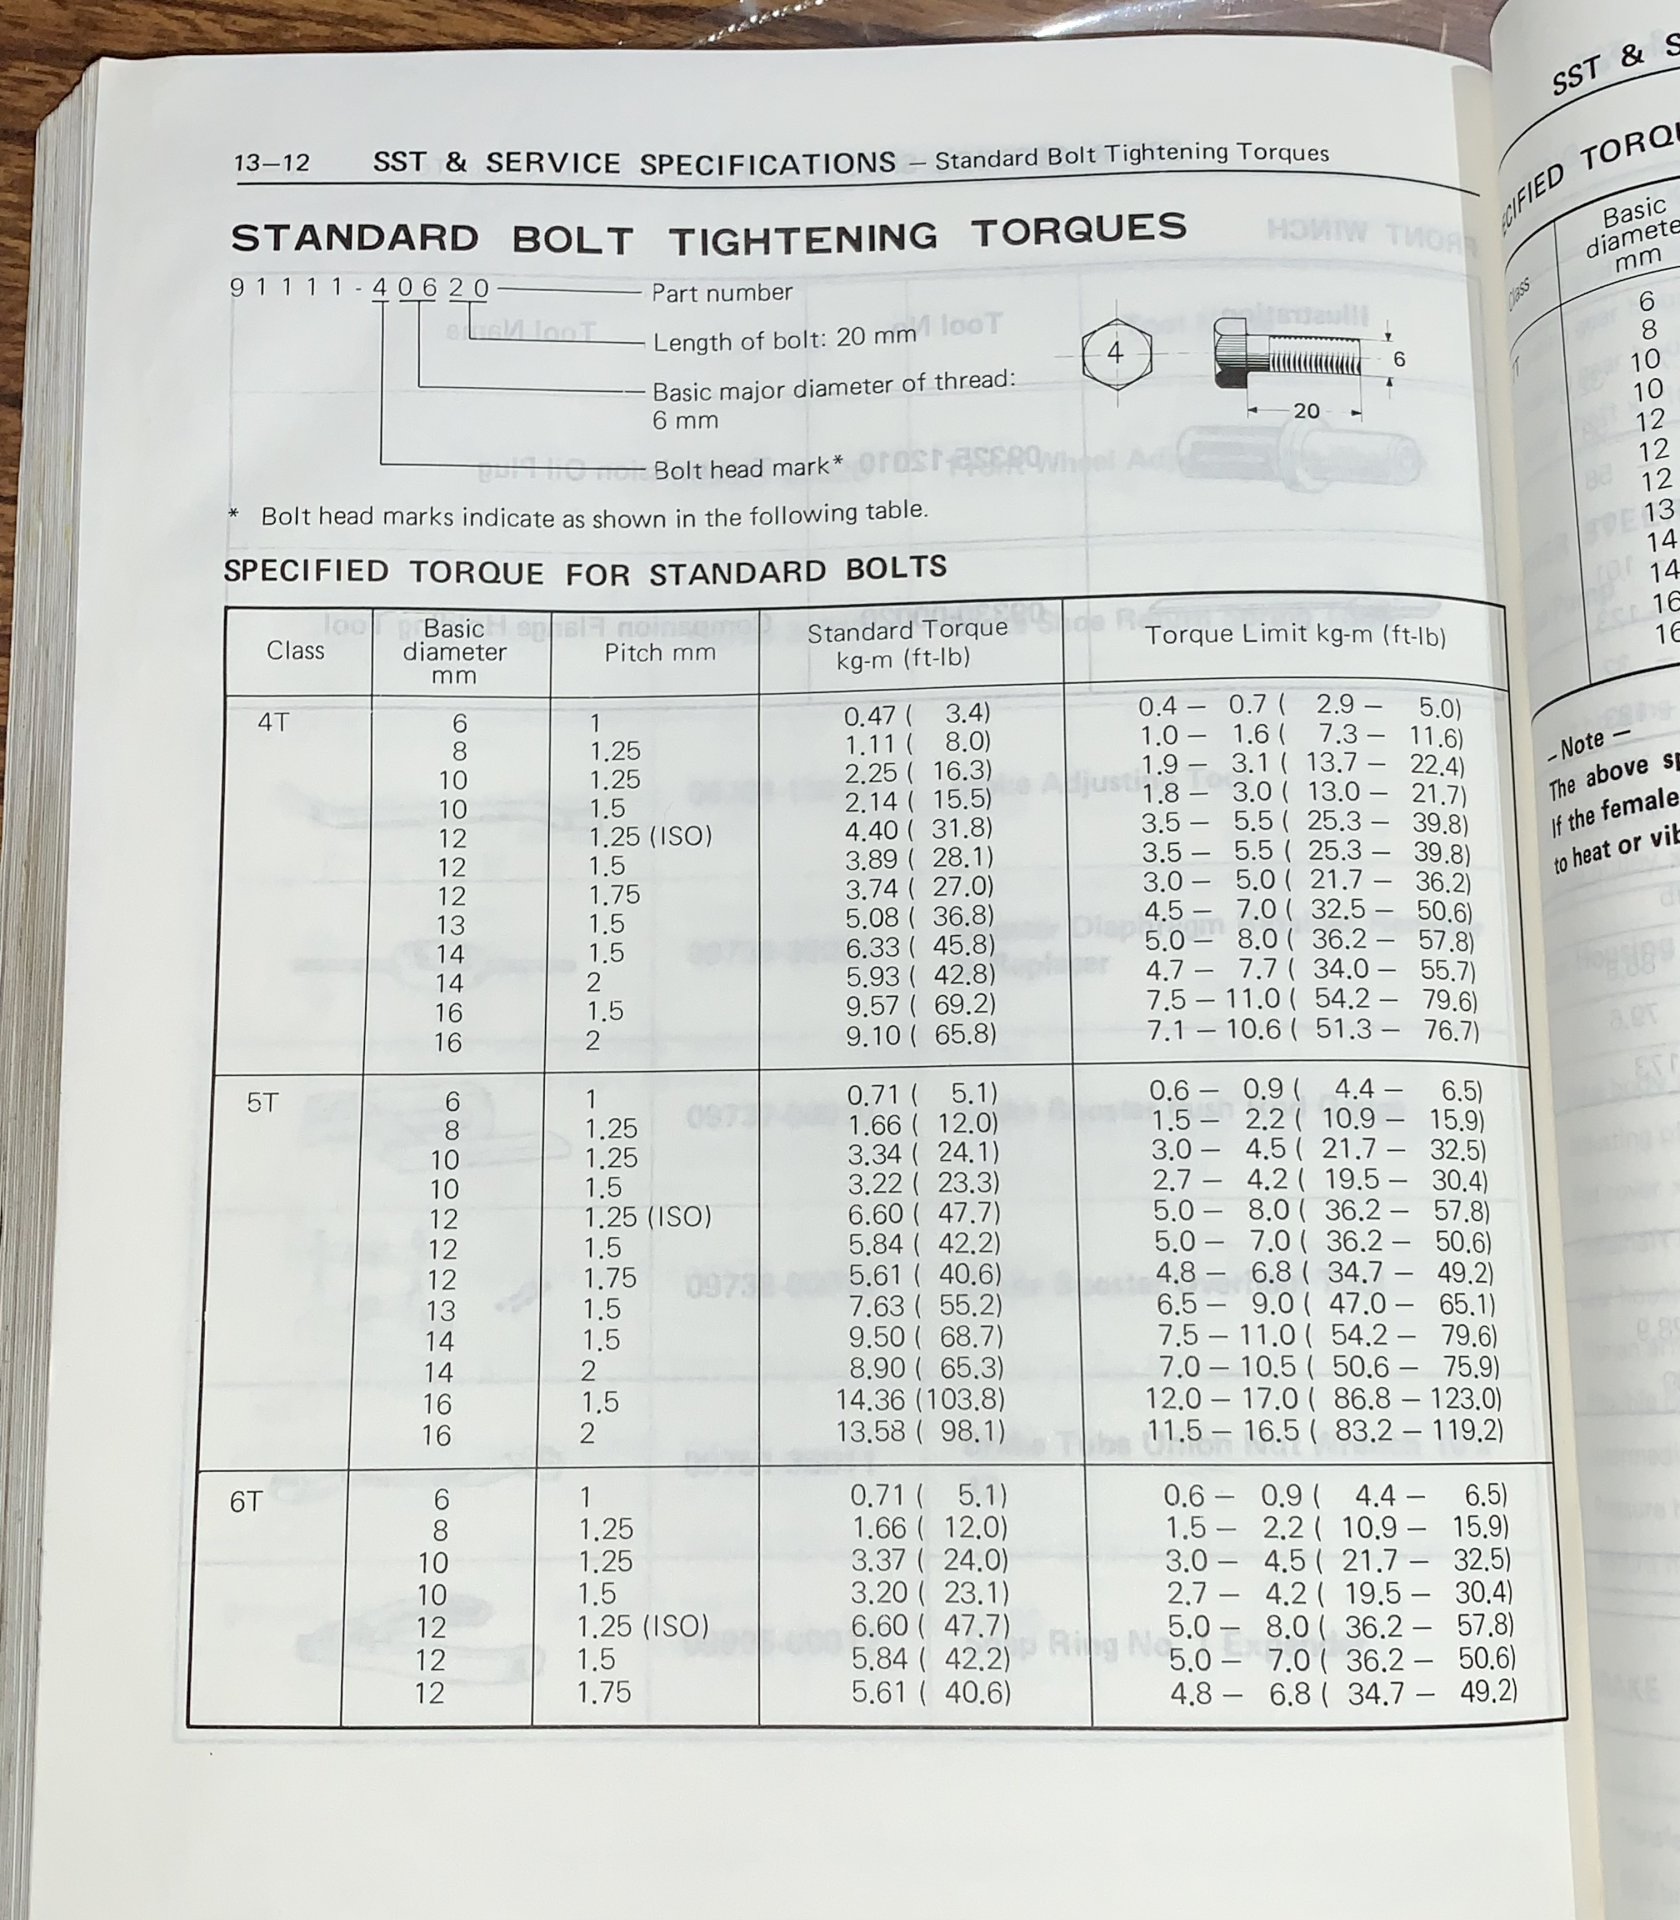 13–12 SST & SERVICE SPECIFICATIONS – Standard Bolt Tightening Torques
STANDARD BOLT TIGHTENING TORQUES
91111-40620 Part number
Length of bolt: 20 mm
Basic major diameter of thread:
6 mm
Bolt head mark*
4
6
20
* Bolt head marks indicate as shown in the following table.
SPECIFIED TORQUE FOR STANDARD BOLTS
Class Basic diameter mm Pitch mm Standard Torque kg-m (ft-lb) Torque Limit kg-m (ft-lb)
4T 6 1 0.47 ( 3.4) 0.4 – 0.7 ( 2.9 – 5.0)
8 1.25 1.11 ( 8.0) 1.0 – 1.6 ( 7.3 – 11.6)
10 1.25 2.25 ( 16.3) 1.9 – 3.1 ( 13.7 – 22.4)
10 1.5 2.14 ( 15.5) 1.8 – 3.0 ( 13.0 – 21.7)
12 1.25 (ISO) 4.40 ( 31.8) 3.5 – 5.5 ( 25.3 – 39.8)
12 1.5 3.89 ( 28.1) 3.5 – 5.5 ( 25.3 – 39.8)
12 1.75 3.74 ( 27.0) 3.0 – 5.0 ( 21.7 – 36.2)
13 1.5 5.08 ( 36.8) 4.5 – 7.0 ( 32.5 – 50.6)
14 1.5 6.33 ( 45.8) 5.0 – 8.0 ( 36.2 – 57.8)
14 2 5.93 ( 42.8) 4.7 – 7.7 ( 34.0 – 55.7)
16 1.5 9.57 ( 69.2) 7.5 – 11.0 ( 54.2 – 79.6)
16 2 9.10 ( 65.8) 7.1 – 10.6 ( 51.3 – 76.7)
5T 6 1 0.71 ( 5.1) 0.6 – 0.9 ( 4.4 – 6.5)
8 1.25 1.66 ( 12.0) 1.5 – 2.2 ( 10.9 – 15.9)
10 1.25 3.34 ( 24.1) 3.0 – 4.5 ( 21.7 – 32.5)
10 1.5 3.22 ( 23.3) 2.7 – 4.2 ( 19.5 – 30.4)
12 1.25 (ISO) 6.60 ( 47.7) 5.0 – 8.0 ( 36.2 – 57.8)
12 1.5 5.84 ( 42.2) 5.0 – 7.0 ( 36.2 – 50.6)
12 1.75 5.61 ( 40.6) 4.8 – 6.8 ( 34.7 – 49.2)
13 1.5 7.63 ( 55.2) 6.5 – 9.0 ( 47.0 – 65.1)
14 1.5 9.50 ( 68.7) 7.5 – 11.0 ( 54.2 – 79.6)
14 2 8.90 ( 65.3) 7.0 – 10.5 ( 50.6 – 75.9)
16 1.5 14.36 (103.8) 12.0 – 17.0 ( 86.8 – 123.0)
16 2 13.58 ( 98.1) 11.5 – 16.5 ( 83.2 – 119.2)
6T 6 1 0.71 ( 5.1) 0.6 – 0.9 ( 4.4 – 6.5)
8 1.25 1.66 ( 12.0) 1.5 – 2.2 ( 10.9 – 15.9)
10 1.25 3.37 ( 24.0) 3.0 – 4.5 ( 21.7 – 32.5)
10 1.5 3.20 ( 23.1) 2.7 – 4.2 ( 19.5 – 30.4)
12 1.25 (ISO) 6.60 ( 47.7) 5.0 – 8.0 ( 36.2 – 57.8)
12 1.5 5.84 ( 42.2) 5.0 – 7.0 ( 36.2 – 50.6)
12 1.75 5.61 ( 40.6) 4.8 – 6.8 ( 34.7 – 49.2)
SST &
Class Basic
diameter
mm
6
8
10
10
12
12
12
13
14
14
16
16
– Note –
The above
If the female
to heat or